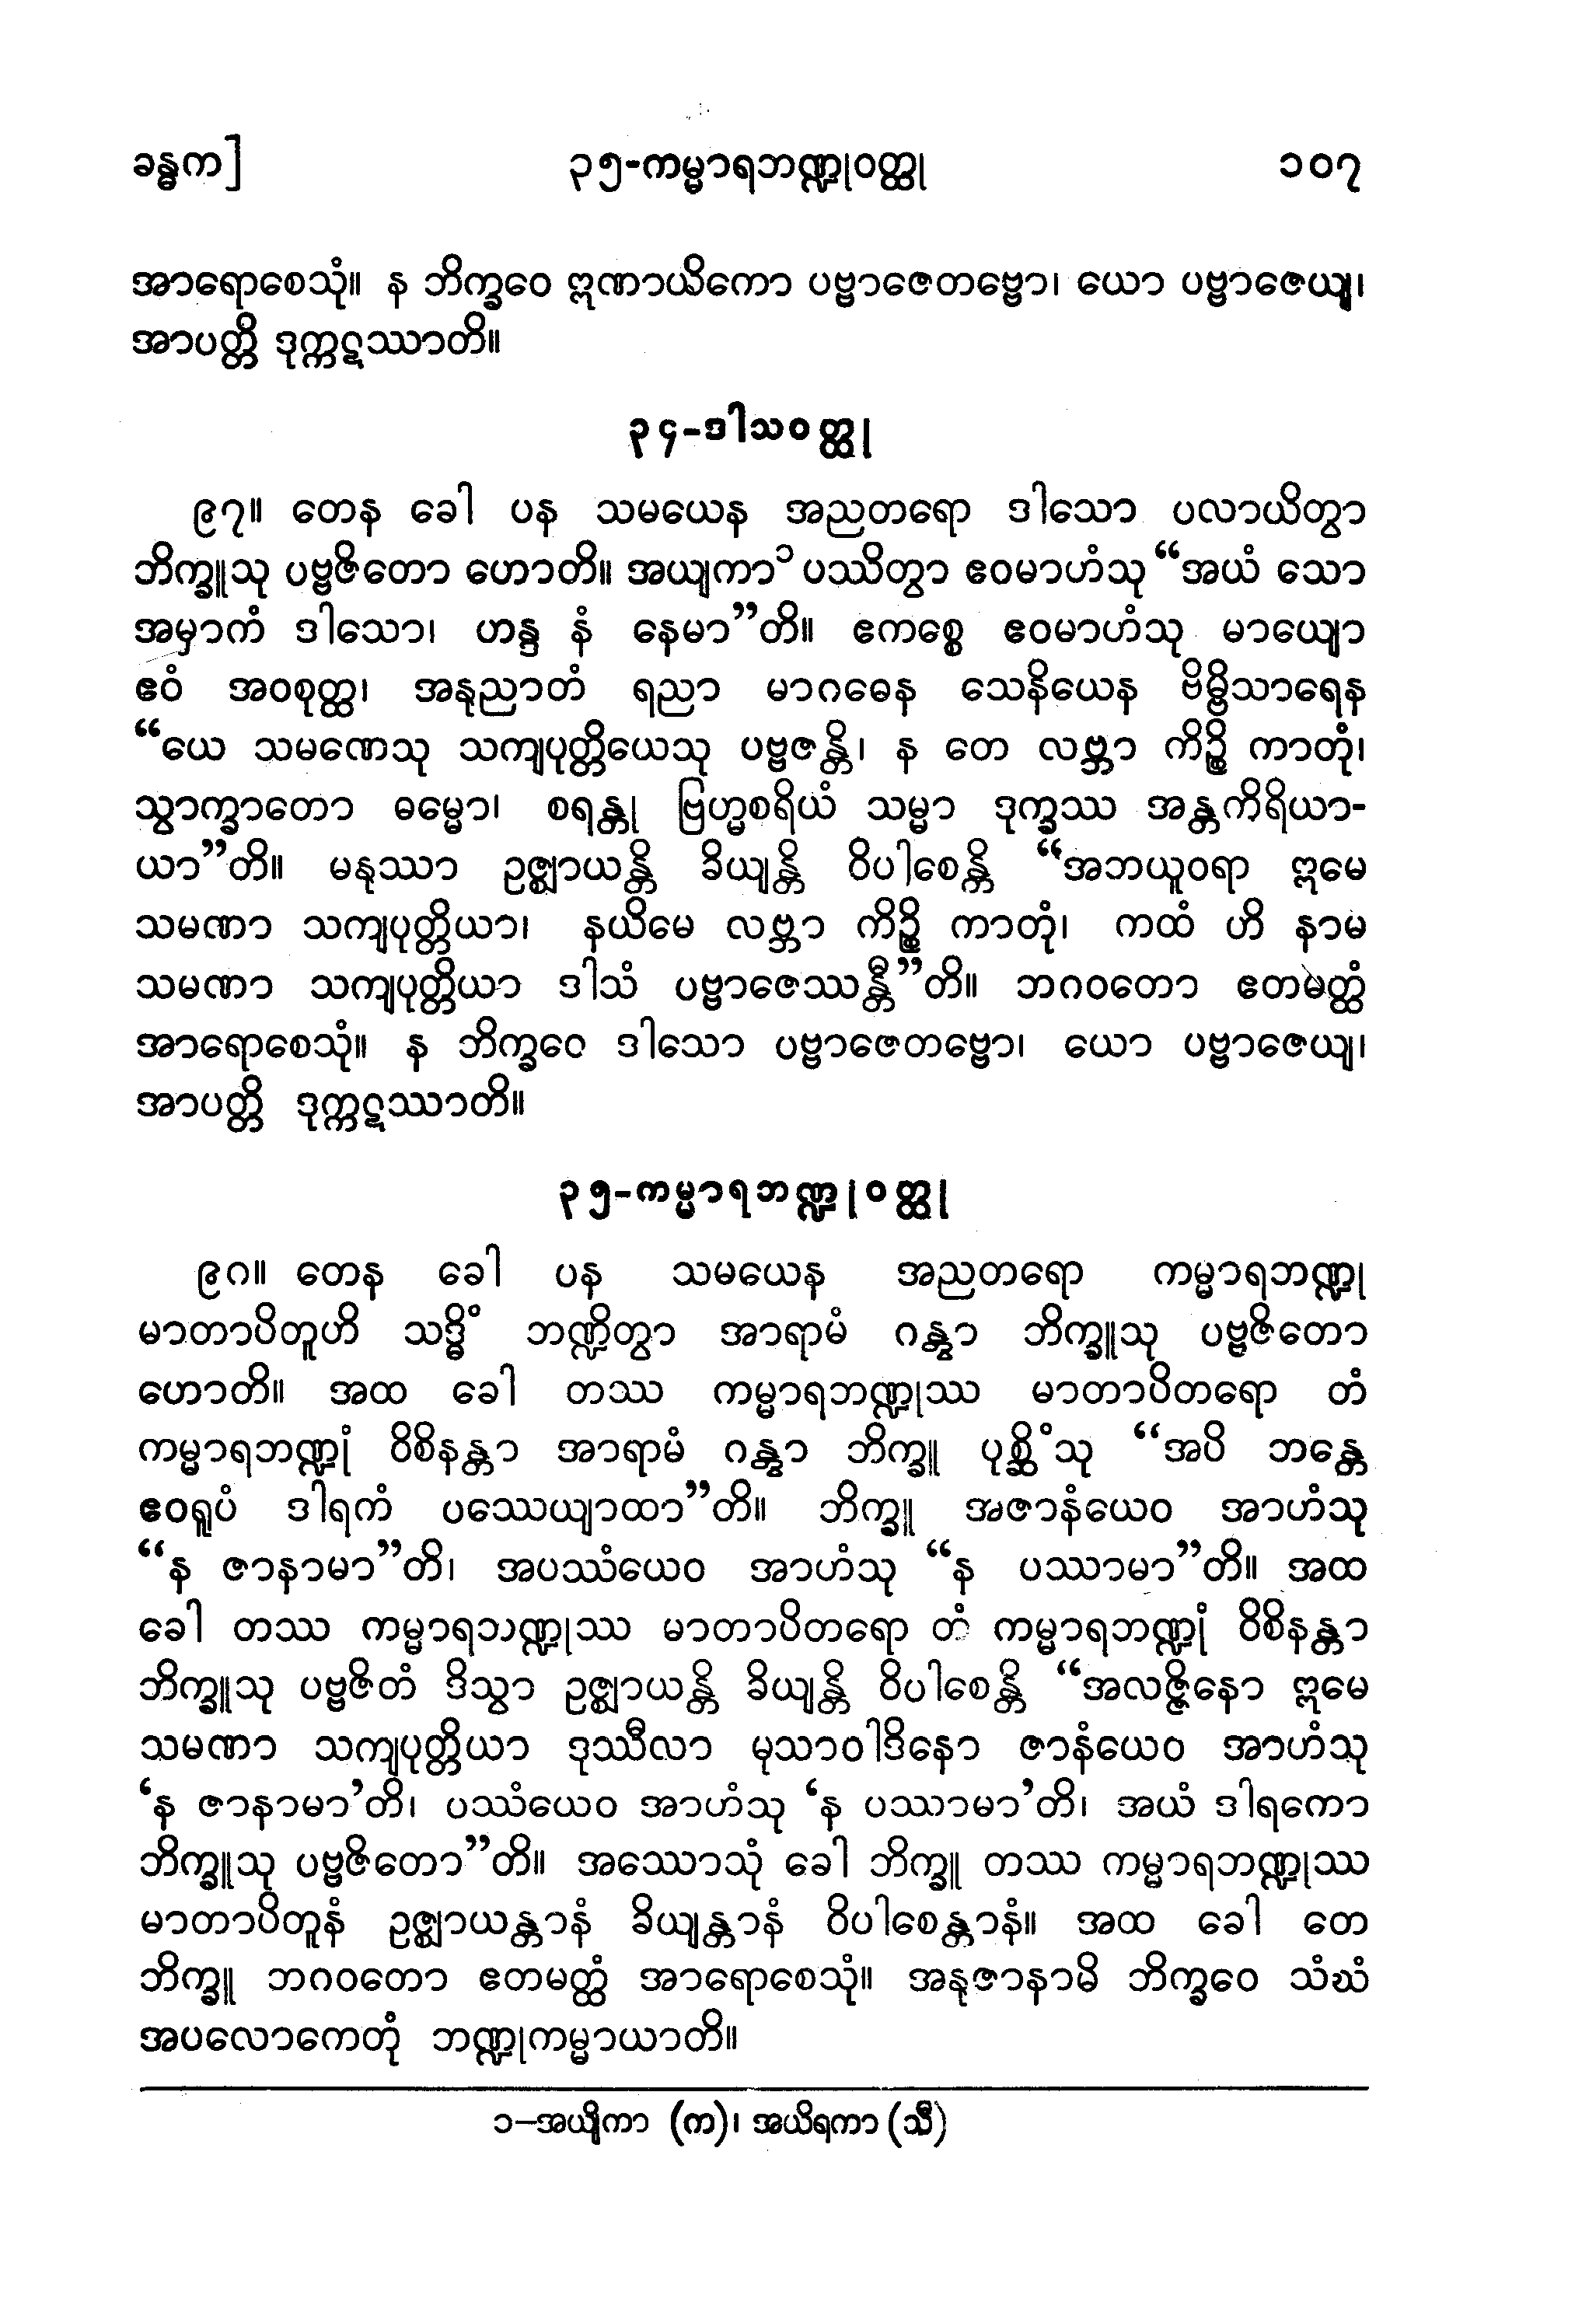 ခန္ဓက] ၃၅-ကမ္မာရဘဏ္ဍုဝတ္ထု ၁၀၇
အာရောစေသုံ။ န ဘိက္ခဝေ ဣဏာယိကော ပဗ္ဗာဇေတဗ္ဗော၊ ယော ပဗ္ဗာဇေယျ၊
အာပတ္တိ ဒုက္ကဋဿာတိ။
၃၄-ဒါသဝတ္ထု
၉၇။ တေန ခေါ ပန သမယေန အညတရော ဒါသော ပလာယိတွာ
ဘိက္ခူသု ပဗ္ဗဇိတော ဟောတိ။ အယျကာ ၁ ပဿိတွာ ဧဝမာဟံသု “အယံ သော
အမှာကံ ဒါသော၊ ဟန္ဒ နံ နေမာ”တိ။ ဧကစ္စေ ဧဝမာဟံသု မာယျော
ဧဝံ အဝစုတ္ထ၊ အနုညာတံ ရညာ မာဂဓေန သေနိယေန ဗိမ္ဗိသာရေန
“ယေ သမဏေသု သကျပုတ္တိယေသု ပဗ္ဗဇန္တိ၊ န တေ လဗ္ဘာ ကိဉ္စိ ကာတုံ၊
သွာက္ခာတော ဓမ္မော၊ စရန္တု ဗြဟ္မစရိယံ သမ္မာ ဒုက္ခဿ အန္တကိရိယာ-
ယာ”တိ။ မနုဿာ ဥဇ္ဈာယန္တိ ခိယျန္တိ ဝိပါစေန္တိ “အဘယူဝရာ ဣမေ
သမဏာ သကျပုတ္တိယာ၊ နယိမေ လဗ္ဘာ ကိဉ္စိ ကာတုံ၊ ကထံ ဟိ နာမ
သမဏာ သကျပုတ္တိယာ ဒါသံ ပဗ္ဗာဇေဿန္တီ”တိ။ ဘဂဝတော ဧတမတ္ထံ
အာရောစေသုံ။ န ဘိက္ခဝေ ဒါသော ပဗ္ဗာဇေတဗ္ဗော၊ ယော ပဗ္ဗာဇေယျ၊
အာပတ္တိ ဒုက္ကဋဿာတိ။
၃၅-ကမ္မာရဘဏ္ဍုဝတ္ထု
၉၈။ တေန ခေါ ပန သမယေန အညတရော ကမ္မာရဘဏ္ဍု
မာတာပိတူဟိ သဒ္ဓိံ ဘဏ္ဍိတွာ အာရာမံ ဂန္တွာ ဘိက္ခူသု ပဗ္ဗဇိတော
ဟောတိ။ အထ ခေါ တဿ ကမ္မာရဘဏ္ဍုဿ မာတာပိတရော တံ
ကမ္မာရဘဏ္ဍုံ ဝိစိနန္တာ အာရာမံ ဂန္တွာ ဘိက္ခူ ပုစ္ဆိံသု “အပိ ဘန္တေ
ဧဝရူပံ ဒါရကံ ပဿေယျာထာ”တိ။ ဘိက္ခူ အဇာနံယေဝ အာဟံသု
“န ဇာနာမာ”တိ၊ အပဿံယေဝ အာဟံသု “န ပဿာမာ”တိ။ အထ
ခေါ တဿ ကမ္မာရဘဏ္ဍုဿ မာတာပိတရော တံ ကမ္မာရဘဏ္ဍုံ ဝိစိနန္တာ
ဘိက္ခူသု ပဗ္ဗဇိတံ ဒိသွာ ဥဇ္ဈာယန္တိ ခိယျန္တိ ဝိပါစေန္တိ “အလဇ္ဇိနော ဣမေ
သမဏာ သကျပုတ္တိယာ ဒုဿီလာ မုသာဝါဒိနော ဇာနံယေဝ အာဟံသု
‘န ဇာနာမာ’တိ၊ ပဿံယေဝ အာဟံသု ‘န ပဿာမာ’တိ၊ အယံ ဒါရကော
ဘိက္ခူသု ပဗ္ဗဇိတော”တိ။ အဿောသုံ ခေါ ဘိက္ခူ တဿ ကမ္မာရဘဏ္ဍုဿ
မာတာပိတူနံ ဥဇ္ဈာယန္တာနံ ခိယျန္တာနံ ဝိပါစေန္တာနံ။ အထ ခေါ တေ
ဘိက္ခူ ဘဂဝတော ဧတမတ္ထံ အာရောစေသုံ။ အနုဇာနာမိ ဘိက္ခဝေ သံဃံ
အပလောကေတုံ ဘဏ္ဍုကမ္မာယာတိ။
၁–အယျိကာ (က)၊ အယိရကာ (သီ)